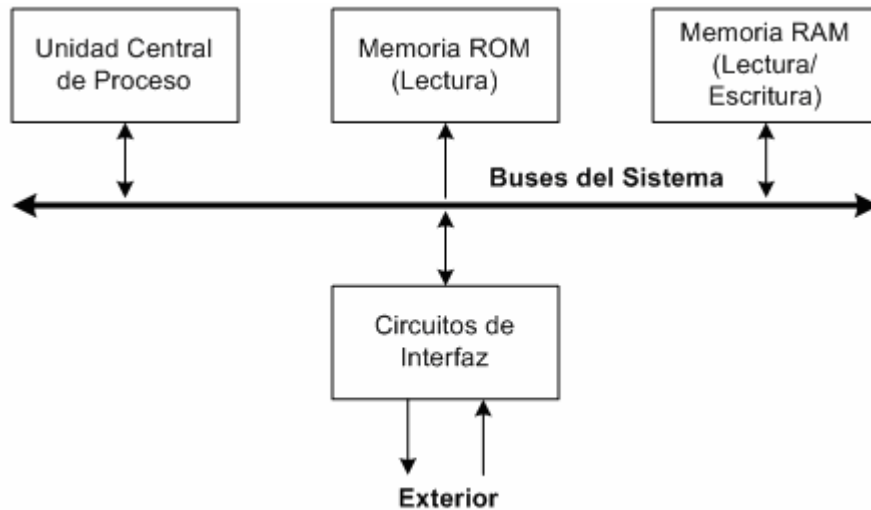 Unidad Central
de Proceso
Memoria ROM
(Lectura)
Memoria RAM
(Lectura/
Escritura)
Buses del Sistema
Circuitos de
Interfaz
Exterior